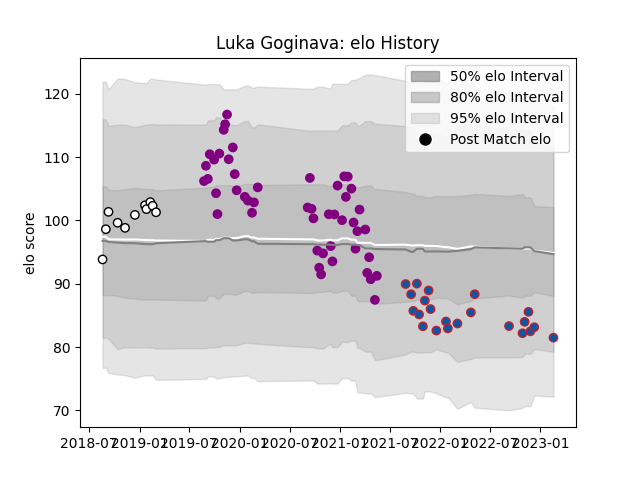 Luka Goginava: elo History
50% elo Interval
80% elo Interval
95% elo Interval
Post Match elo
elo score
120
110
100
90
80
70
2018-07 2019-01 2019-07 2020-01 2020-07 2021-01 2021-07 2022-01 2022-07 2023-01